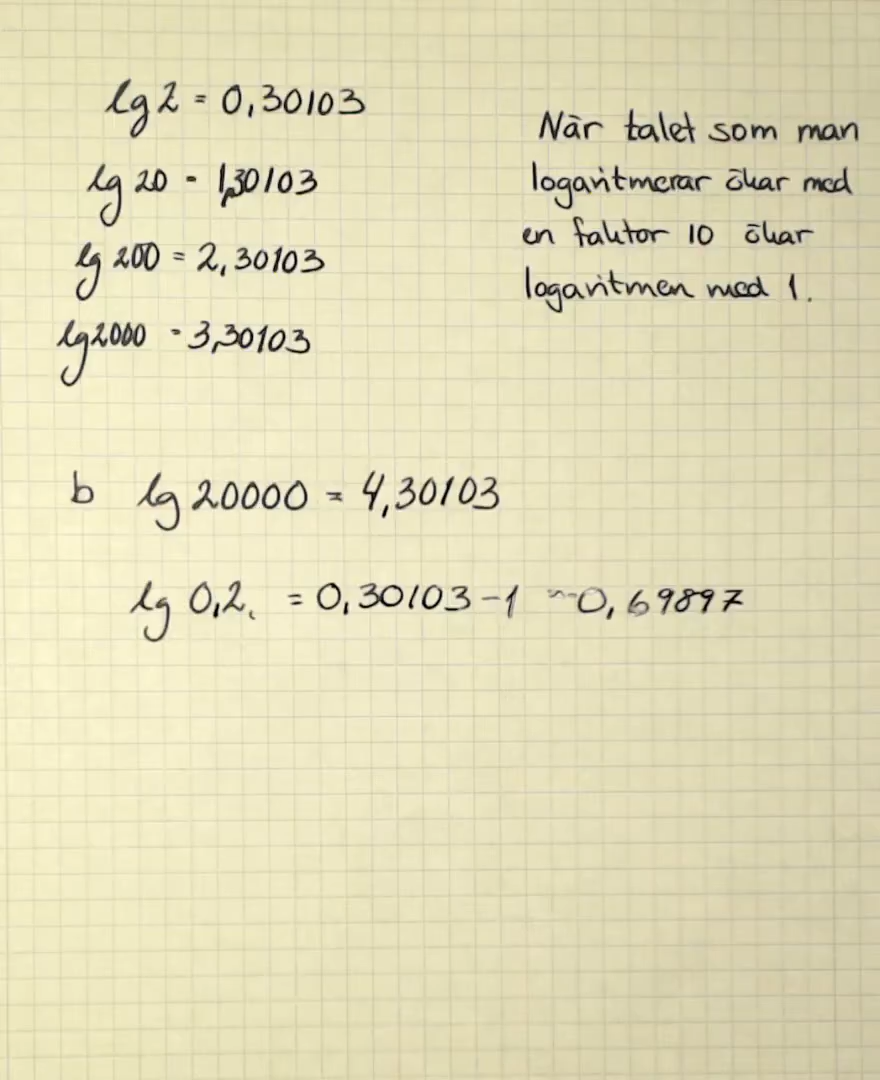 lg 2 = 0,30103
lg 20 = 1,30103
lg 200 = 2,30103
lg 2000 = 3,30103
När talet som man
logaritmerar ökar med
en faktor 10 ökar
logaritmen med 1.
b lg 20000 = 4,30103
lg 0,2 = 0,30103 - 1 ≈ -0,69897